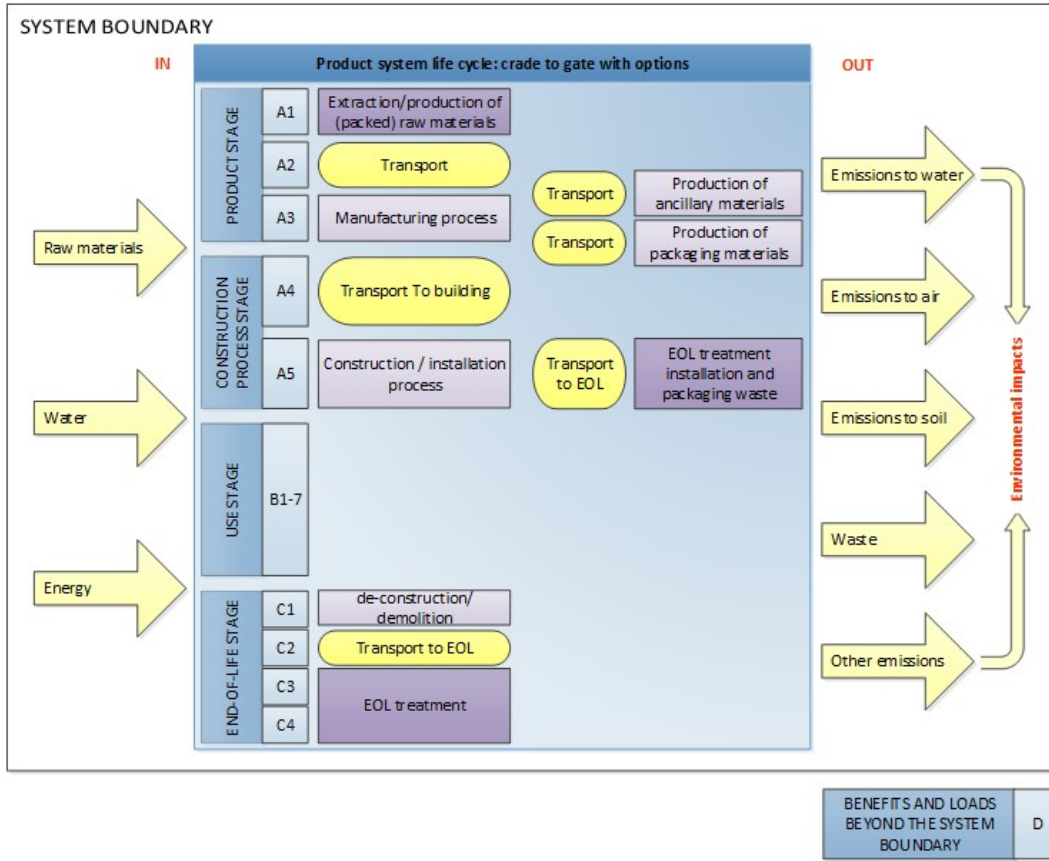 SYSTEM BOUNDARY
IN
Product system life cycle: crade to gate with options
OUT
PRODUCT STAGE
A1
Extraction/production of
(packed) raw materials
A2
Transport
A3
Manufacturing process
Transport
Production of
ancillary materials
Transport
Production of
packaging materials
CONSTRUCTION
PROCESS STAGE
A4
Transport To building
A5
Construction / installation
process
Transport
to EOL
EOL treatment
installation and
packaging waste
USE STAGE
B1-7
END-OF-LIFE STAGE
C1
de-construction/
demolition
C2
Transport to EOL
C3
C4
EOL treatment
Raw materials
Water
Energy
Emissions to water
Emissions to air
Emissions to soil
Waste
Other emissions
Environmental impacts
BENEFITS AND LOADS
BEYOND THE SYSTEM
BOUNDARY
D